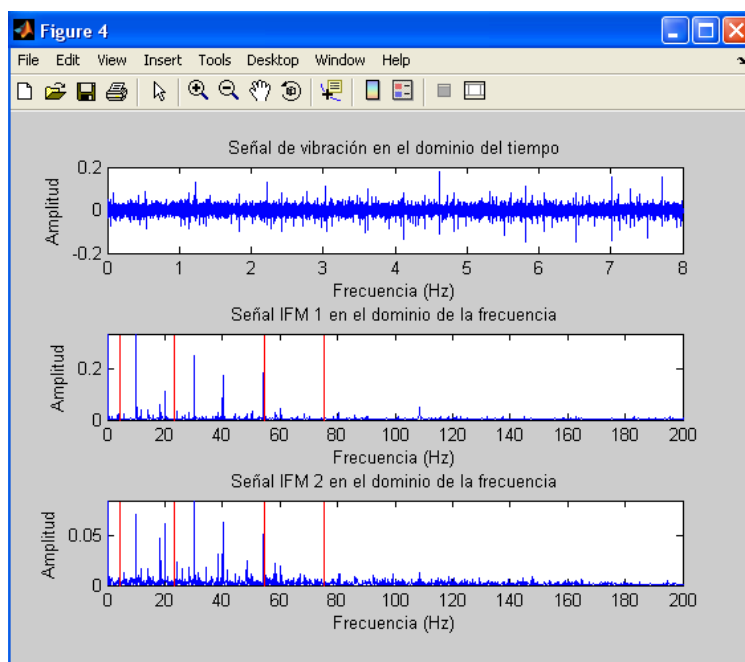 Figure 4
File Edit View Insert Tools Desktop Window Help
Señal de vibración en el dominio del tiempo
Amplitud
0.2
0
-0.2
0 1 2 3 4 5 6 7 8
Frecuencia (Hz)
Señal IFM 1 en el dominio de la frecuencia
Amplitud
0.2
0
0 20 40 60 80 100 120 140 160 180 200
Frecuencia (Hz)
Señal IFM 2 en el dominio de la frecuencia
Amplitud
0.05
0
0 20 40 60 80 100 120 140 160 180 200
Frecuencia (Hz)